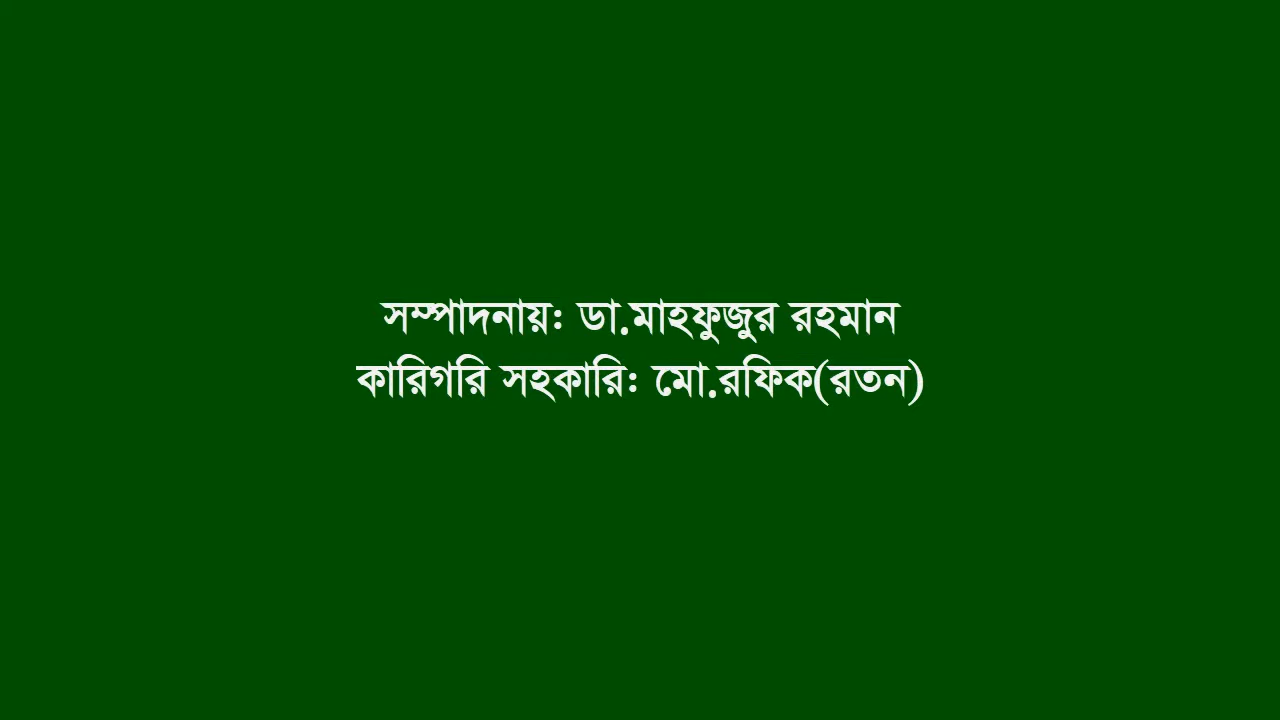 সম্পাদনায়: ডা.মাহফুজুর রহমান
কারিগরি সহকারি: মো.রফিক(রতন)